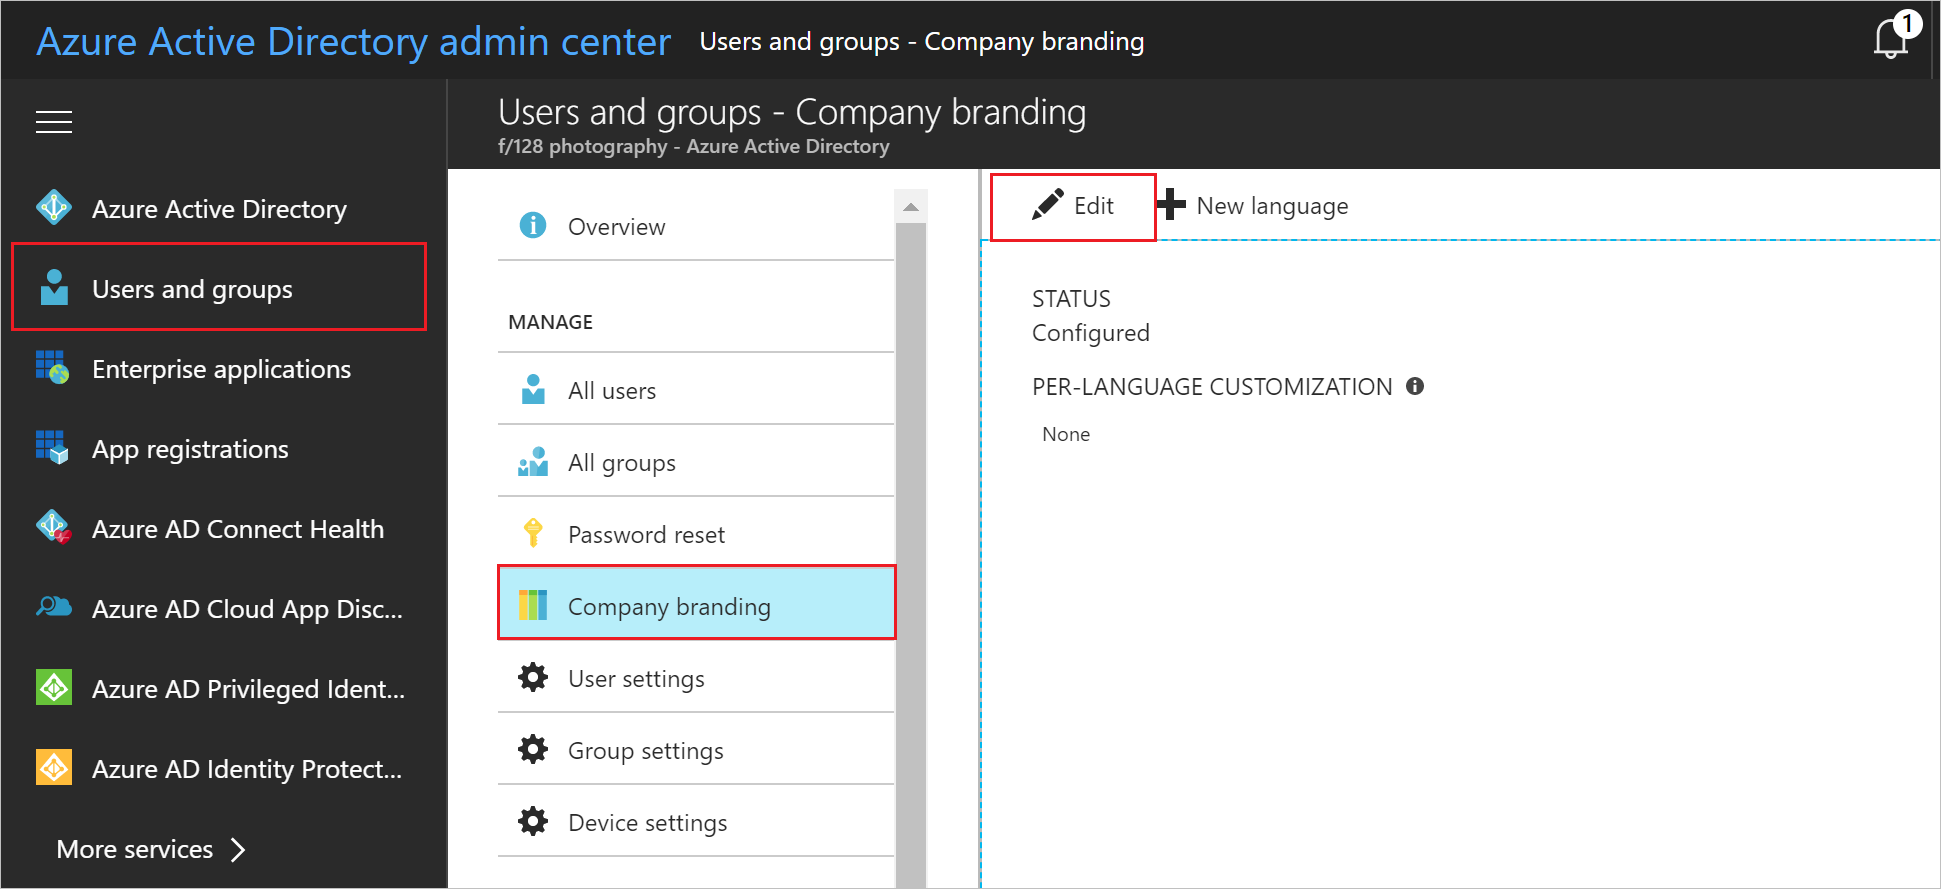 Azure Active Directory admin center
Users and groups - Company branding
1
Users and groups - Company branding
f/128 photography - Azure Active Directory
Azure Active Directory
Users and groups
Enterprise applications
App registrations
Azure AD Connect Health
Azure AD Cloud App Disc...
Azure AD Privileged Ident...
Azure AD Identity Protect...
More services
Overview
MANAGE
All users
All groups
Password reset
Company branding
User settings
Group settings
Device settings
Edit
New language
STATUS
Configured
PER-LANGUAGE CUSTOMIZATION
None